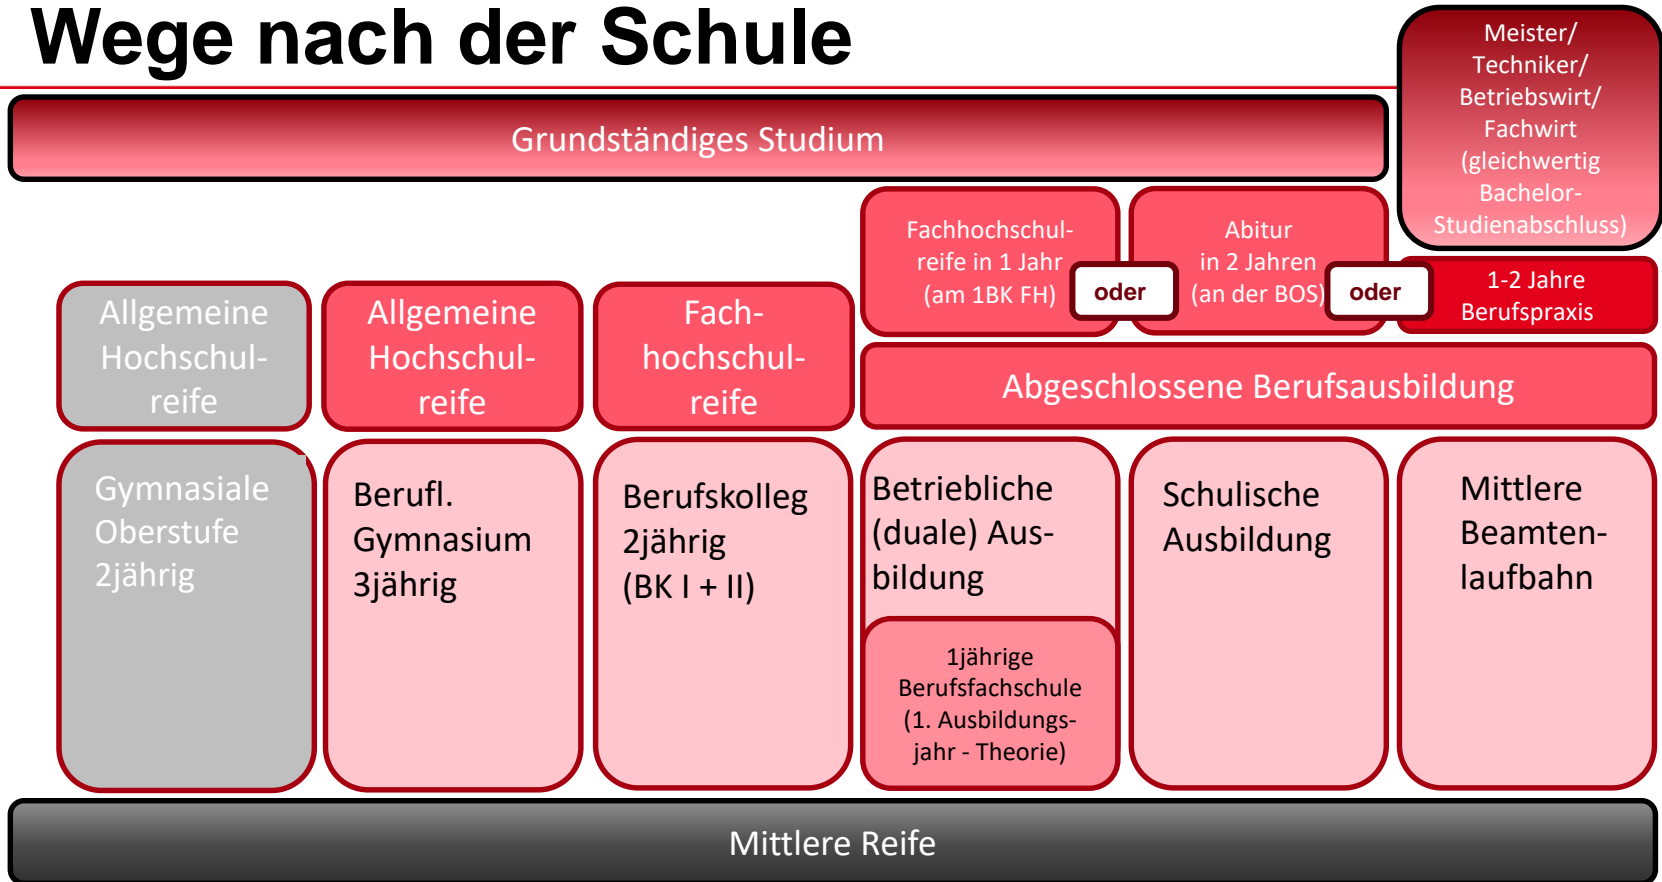 Wege nach der Schule
Meister/
Techniker/
Betriebswirt/
Fachwirt
(gleichwertig
Bachelor-
Studienabschluss)
Grundständiges Studium
Fachhochschul-
reife in 1 Jahr
(am 1BK FH)
oder
Abitur
in 2 Jahren
(an der BOS)
oder
1-2 Jahre
Berufspraxis
Allgemeine
Hochschul-
reife
Allgemeine
Hochschul-
reife
Fach-
hochschul-
reife
Abgeschlossene Berufsausbildung
Gymnasiale
Oberstufe
2jährig
Berufl.
Gymnasium
3jährig
Berufskolleg
2jährig
(BK I + II)
Betriebliche
(duale) Aus-
bildung
1jährige
Berufsfachschule
(1. Ausbildungs-
jahr - Theorie)
Schulische
Ausbildung
Mittlere
Beamten-
laufbahn
Mittlere Reife